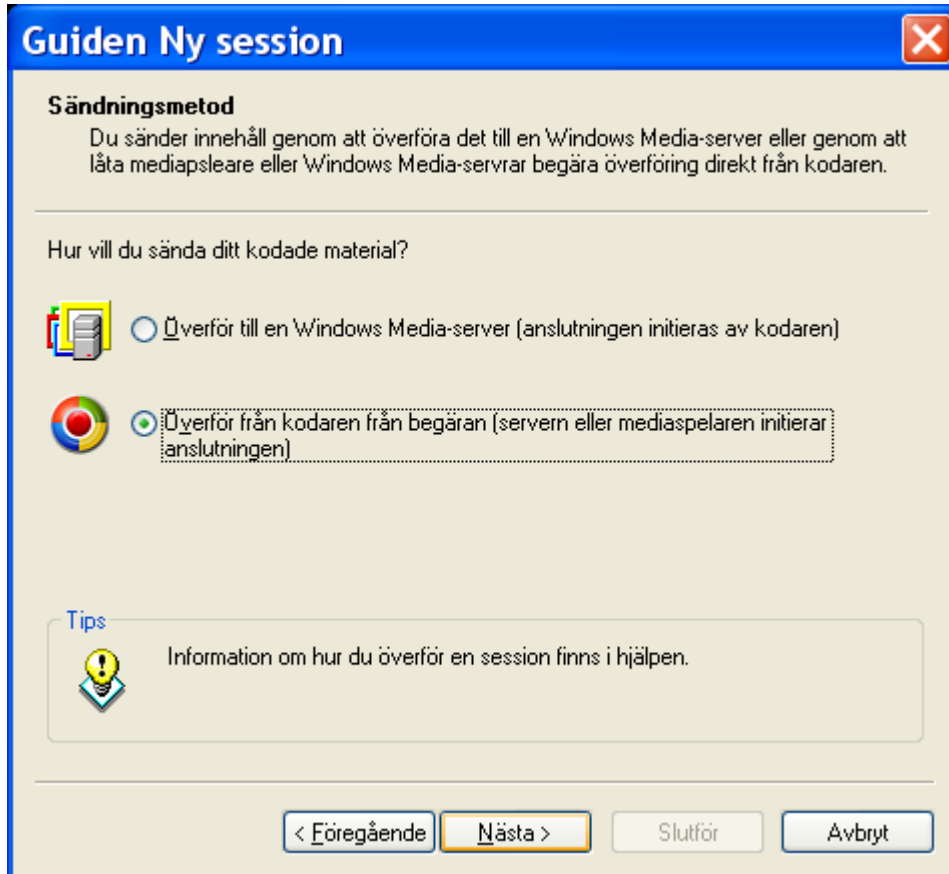 Guiden Ny session
Sändningsmetod
Du sänder innehåll genom att överföra det till en Windows Media-server eller genom att
låta mediapsleare eller Windows Media-servrar begära överföring direkt från kodaren.
Hur vill du sända ditt kodade material?
Överför till en Windows Media-server (anslutningen initieras av kodaren)
Överför från kodaren från begäran (servern eller mediaspelaren initierar
anslutningen)
Tips
Information om hur du överför en session finns i hjälpen.
< Föregående
Nästa >
Slutför
Avbryt